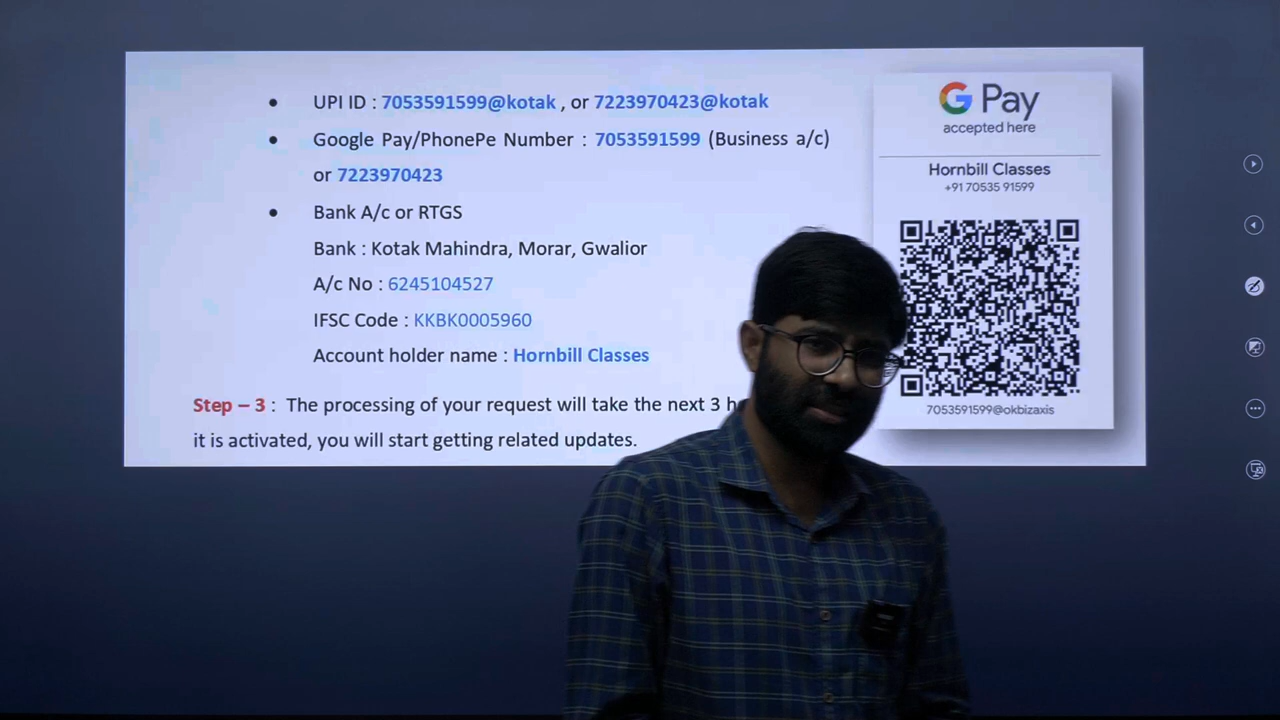 UPI ID : 7053591599@kotak , or 7223970423@kotak
Google Pay/PhonePe Number : 7053591599 (Business a/c)
or 7223970423
Bank A/c or RTGS
Bank : Kotak Mahindra, Morar, Gwalior
A/c No : 6245104527
IFSC Code : KKBK0005960
Account holder name : Hornbill Classes
Step – 3 : The processing of your request will take the next 3
it is activated, you will start getting related updates.
G Pay
accepted here
Hornbill Classes
+91 70535 91599
7053591599@okbizaxis